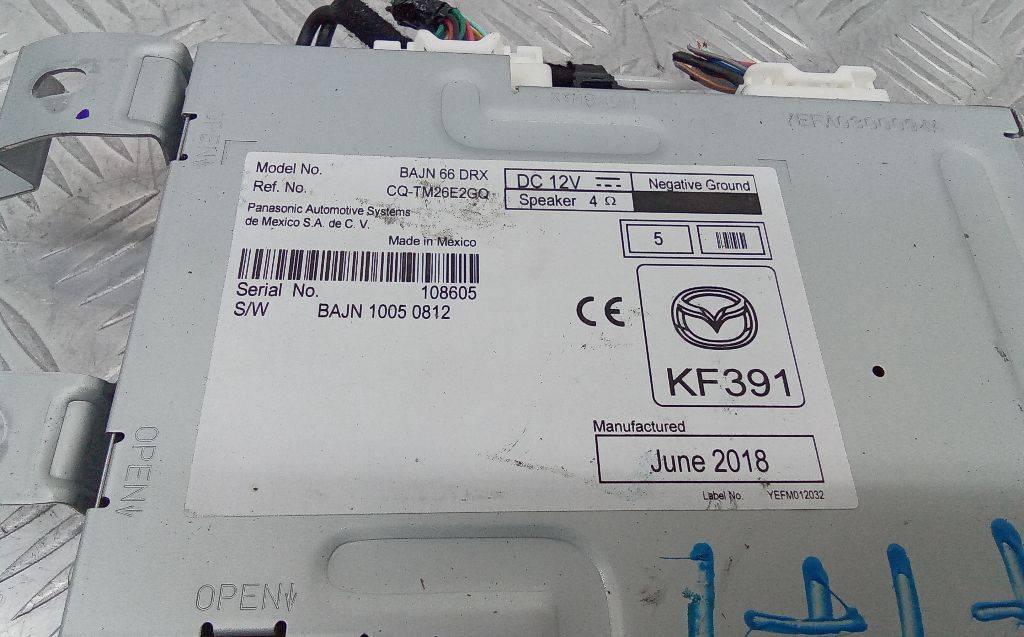 Model No. BAJN 66 DRX
Ref. No. CQ-TM26E2GQ
Panasonic Automotive Systems
de Mexico S.A. de C. V.
Made in Mexico
Serial No. 108605
S/W BAJN 1005 0812
DC 12V Negative Ground
Speaker 4 Ω
5
CE
KF391
Manufactured
June 2018
Label No. YEFM012032
OPEN
OPEN
OPEN